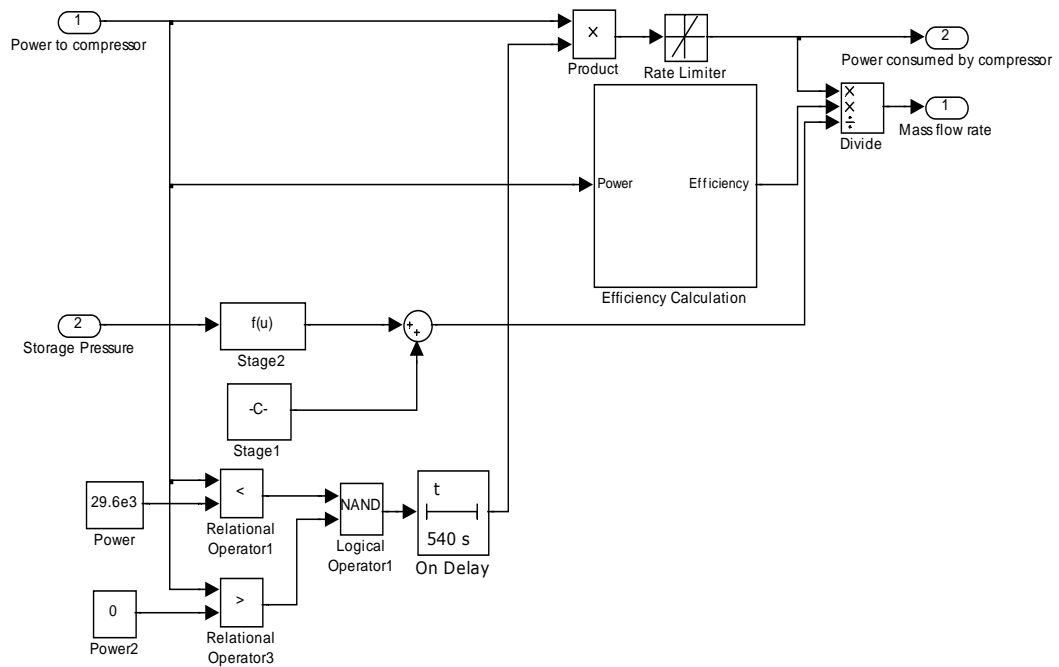 1
Power to compressor
×
Product
Rate Limiter
2
Power consumed by compressor
×
×
÷
Divide
1
Mass flow rate
Power
Efficiency
Efficiency Calculation
2
Storage Pressure
f(u)
Stage2
+
+
-C-
Stage1
29.6e3
Power
<
Relational
Operator1
NAND
Logical
Operator1
t
540 s
On Delay
0
Power2
>
Relational
Operator3